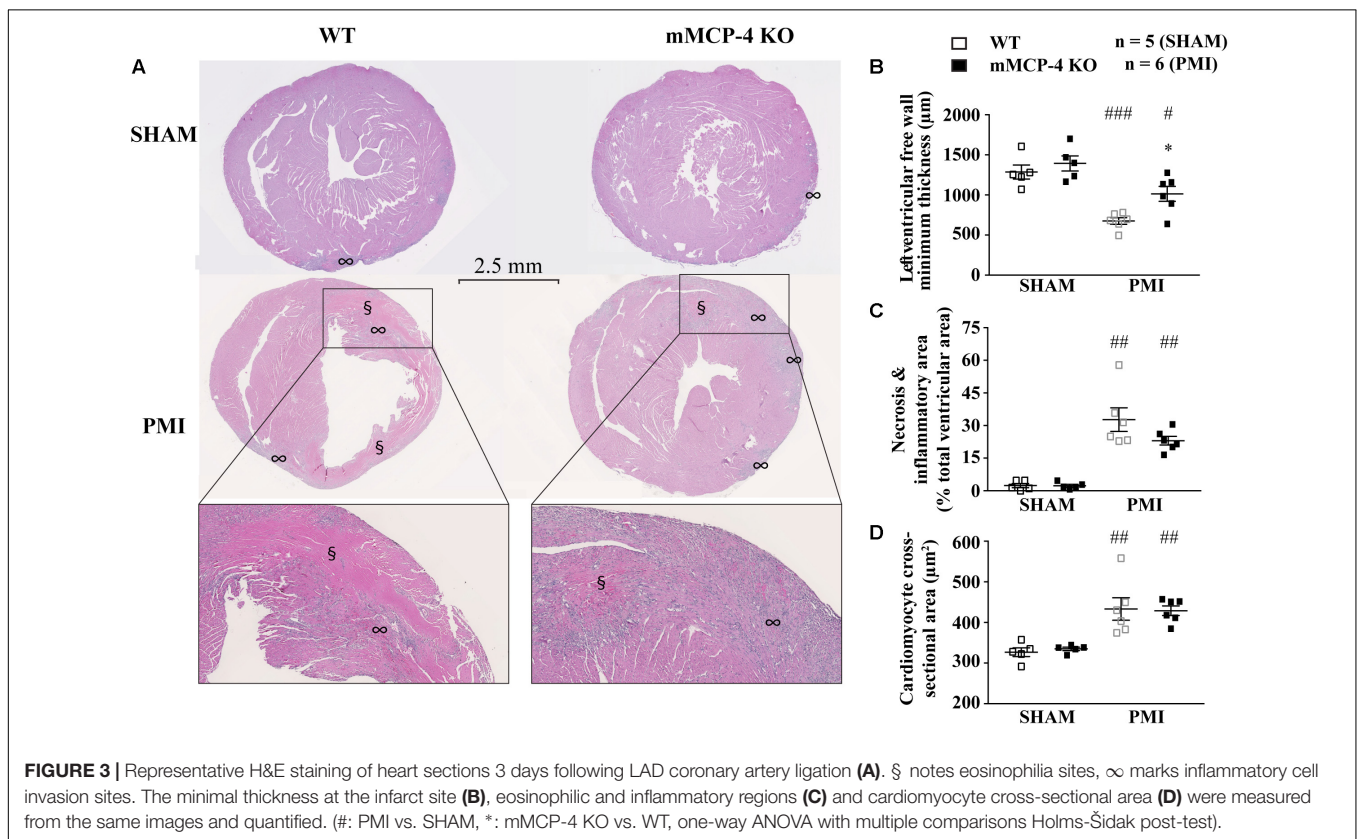 WT mMCP-4 KO
A
SHAM
∞
∞
2.5 mm
PMI
§
∞
∞
§
§
∞
∞
∞
§
∞
§
∞
□ WT n = 5 (SHAM)
■ mMCP-4 KO n = 6 (PMI)
B
Left ventricular free wall
minimum thickness (µm)
2000
1500
1000
500
0
###
#
*
SHAM PMI
C
Necrosis &
inflammatory area
(% total ventricular area)
75
60
45
30
15
0
## ##
SHAM PMI
D
Cardiomyocyte cross-
sectional area (µm²)
600
500
400
300
200
## ##
SHAM PMI
FIGURE 3 | Representative H&E staining of heart sections 3 days following LAD coronary artery ligation (A). § notes eosinophilia sites, ∞ marks inflammatory cell
invasion sites. The minimal thickness at the infarct site (B), eosinophilic and inflammatory regions (C) and cardiomyocyte cross-sectional area (D) were measured
from the same images and quantified. (#: PMI vs. SHAM, *: mMCP-4 KO vs. WT, one-way ANOVA with multiple comparisons Holms-Šidak post-test).